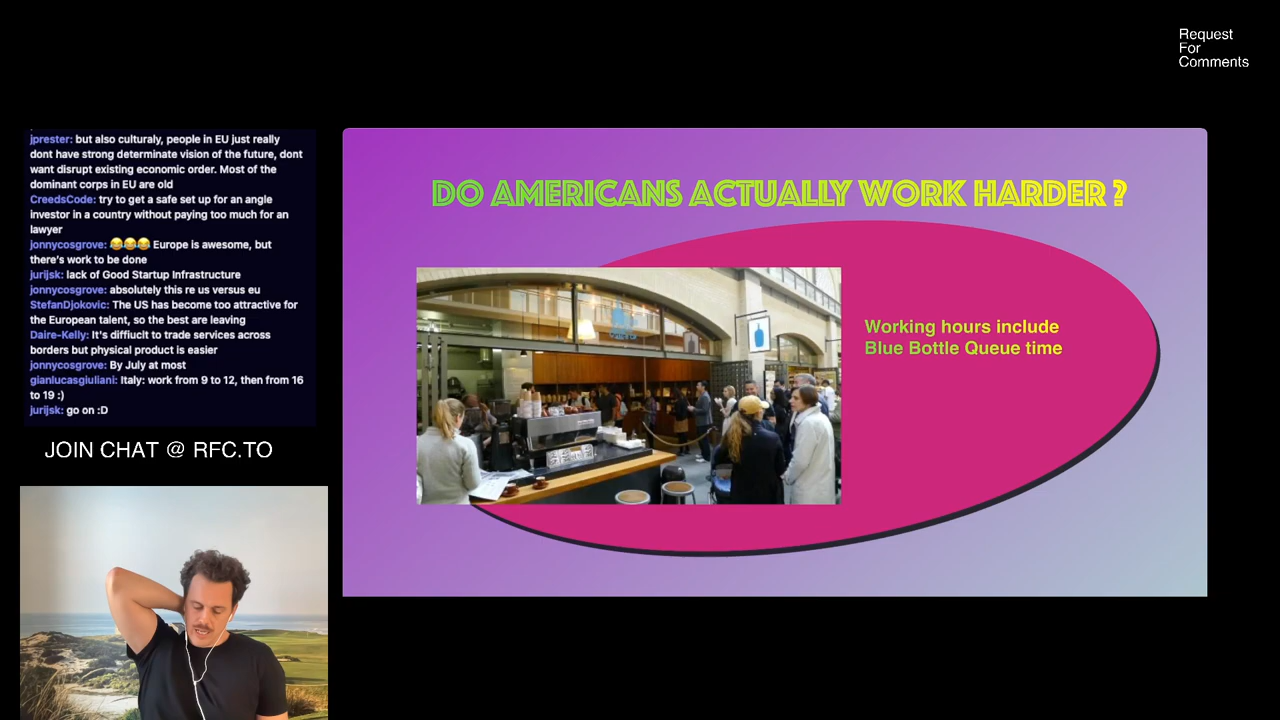 Request
For
Comments
jprester: but also culturaly, people in EU just really
dont have strong determinate vision of the future, dont
want disrupt existing economic order. Most of the
dominant corps in EU are old
CreedsCode: try to get a safe set up for an angle
investor in a country without paying too much for an
lawyer
jonnycosgrove: 😂😂😂 Europe is awesome, but
there's work to be done
jurijsk: lack of Good Startup Infrastructure
jonnycosgrove: absolutely this re us versus eu
StefanDjokovic: The US has become too attractive for
the European talent, so the best are leaving
Daire-Kelly: It's diffiuclt to trade services across
borders but physical product is easier
jonnycosgrove: By July at most
gianlucasgiuliani: Italy: work from 9 to 12, then from 16
to 19 :)
jurijsk: go on :D
JOIN CHAT @ RFC.TO
DO AMERICANS ACTUALLY WORK HARDER ?
Working hours include
Blue Bottle Queue time